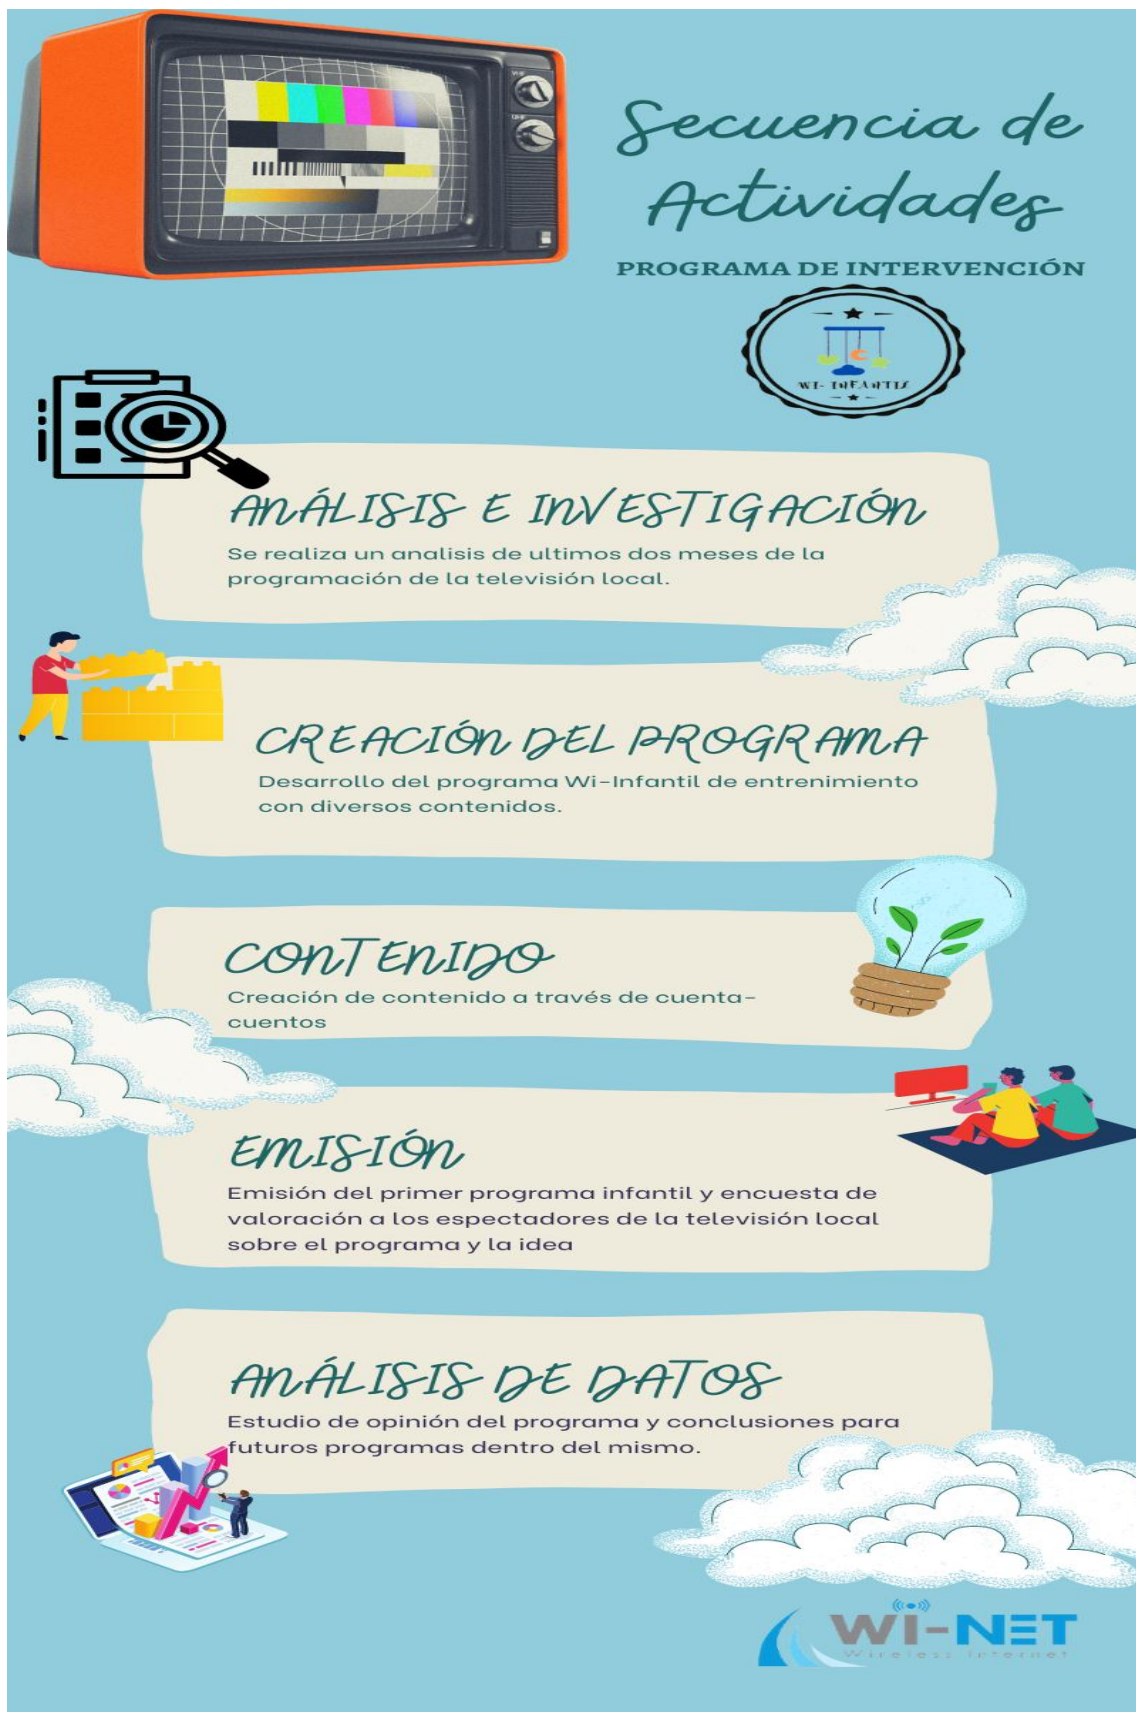 VHF
UHF
Secuencia de
Actividades
PROGRAMA DE INTERVENCIÓN
WI- INFANTIS
ANÁLISIS E INVESTIGACIÓN
Se realiza un analisis de ultimos dos meses de la
programación de la televisión local.
CREACIÓN DEL PROGRAMA
Desarrollo del programa Wi-Infantil de entrenimiento
con diversos contenidos.
CONTENIDO
Creación de contenido a través de cuenta-
cuentos
EMISIÓN
Emisión del primer programa infantil y encuesta de
valoración a los espectadores de la televisión local
sobre el programa y la idea
ANÁLISIS DE DATOS
Estudio de opinión del programa y conclusiones para
futuros programas dentro del mismo.
WI-NET
Wireless Internet